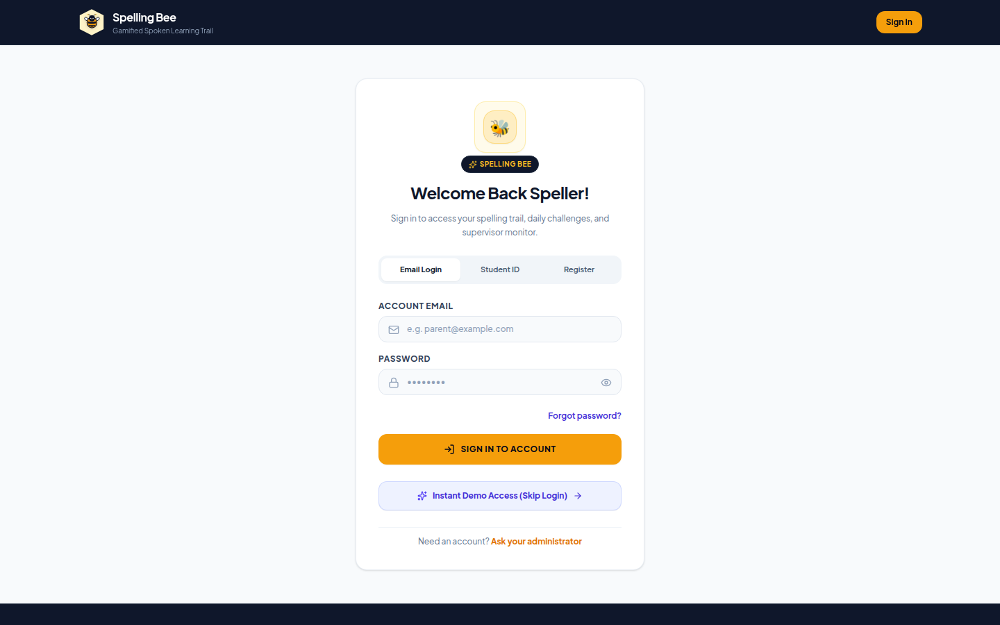 Spelling Bee
Gamified Spoken Learning Trail
Sign In
SPELLING BEE
Welcome Back Speller!
Sign in to access your spelling trail, daily challenges, and
supervisor monitor.
Email Login
Student ID
Register
ACCOUNT EMAIL
e.g. parent@example.com
PASSWORD
••••••••
Forgot password?
SIGN IN TO ACCOUNT
Instant Demo Access (Skip Login)
Need an account? Ask your administrator